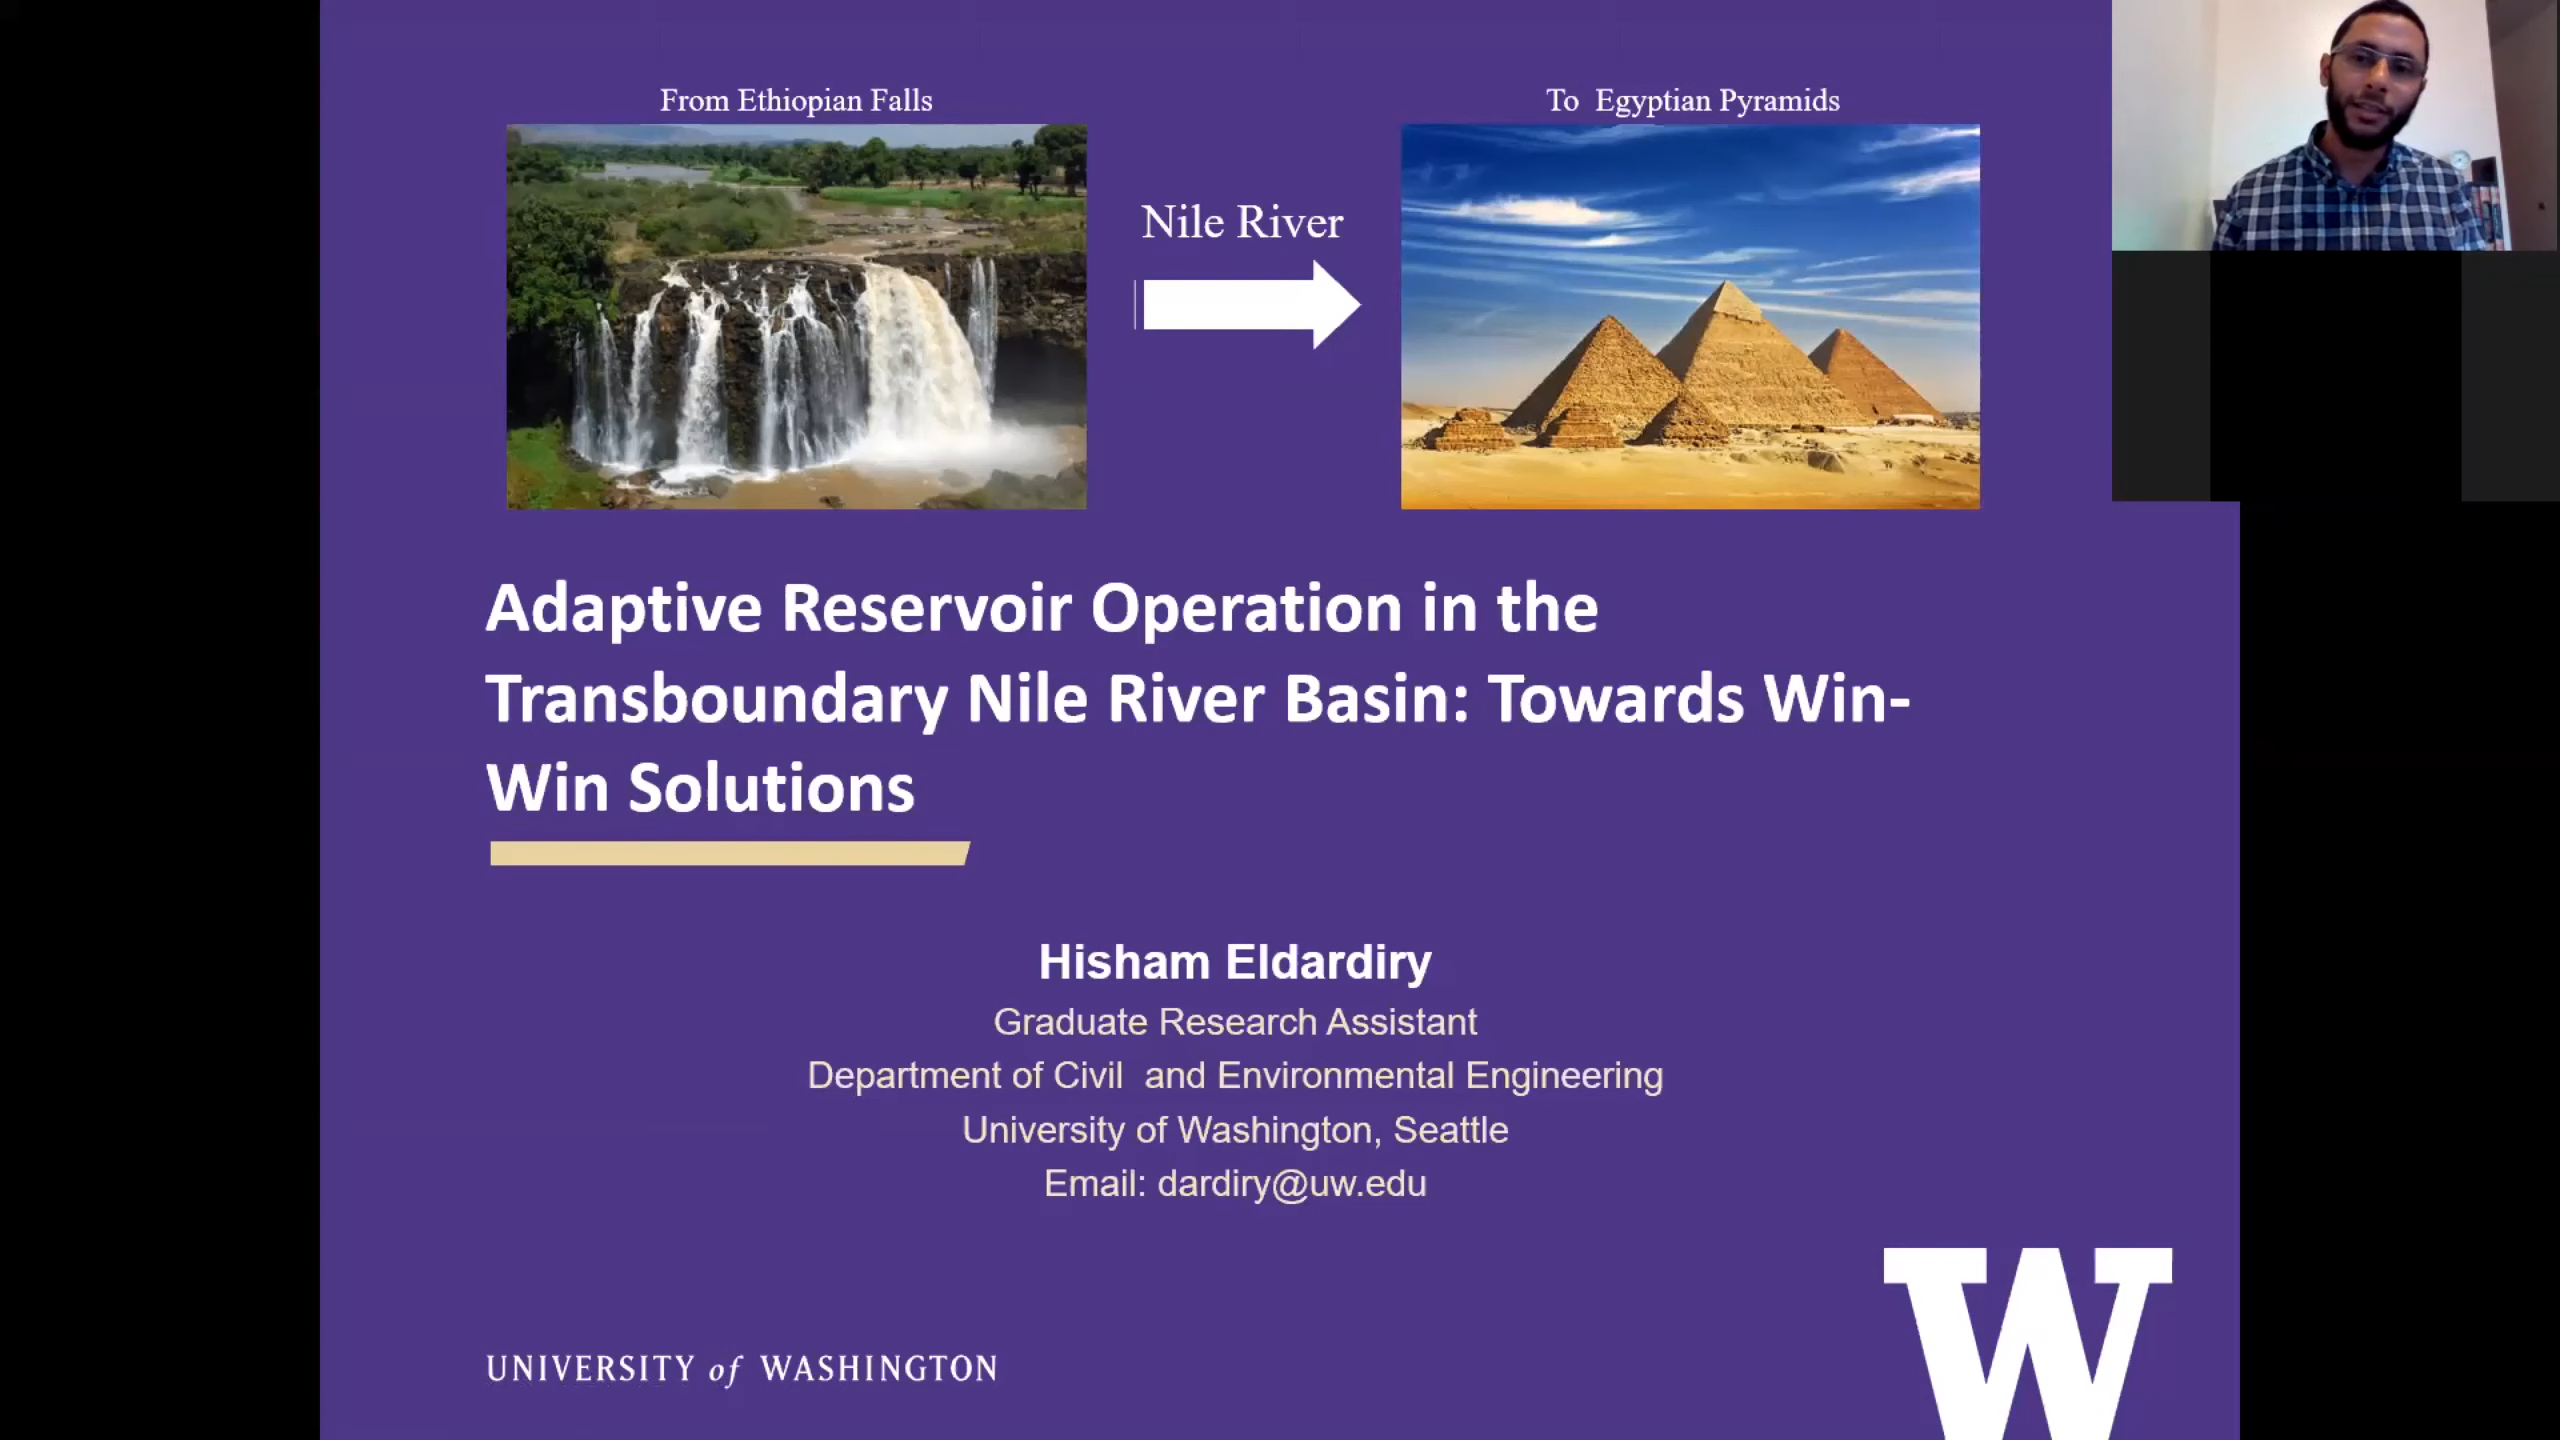 From Ethiopian Falls
To Egyptian Pyramids
Nile River
Adaptive Reservoir Operation in the
Transboundary Nile River Basin: Towards Win-
Win Solutions
Hisham Eldardiry
Graduate Research Assistant
Department of Civil and Environmental Engineering
University of Washington, Seattle
Email: dardiry@uw.edu
UNIVERSITY of WASHINGTON
W